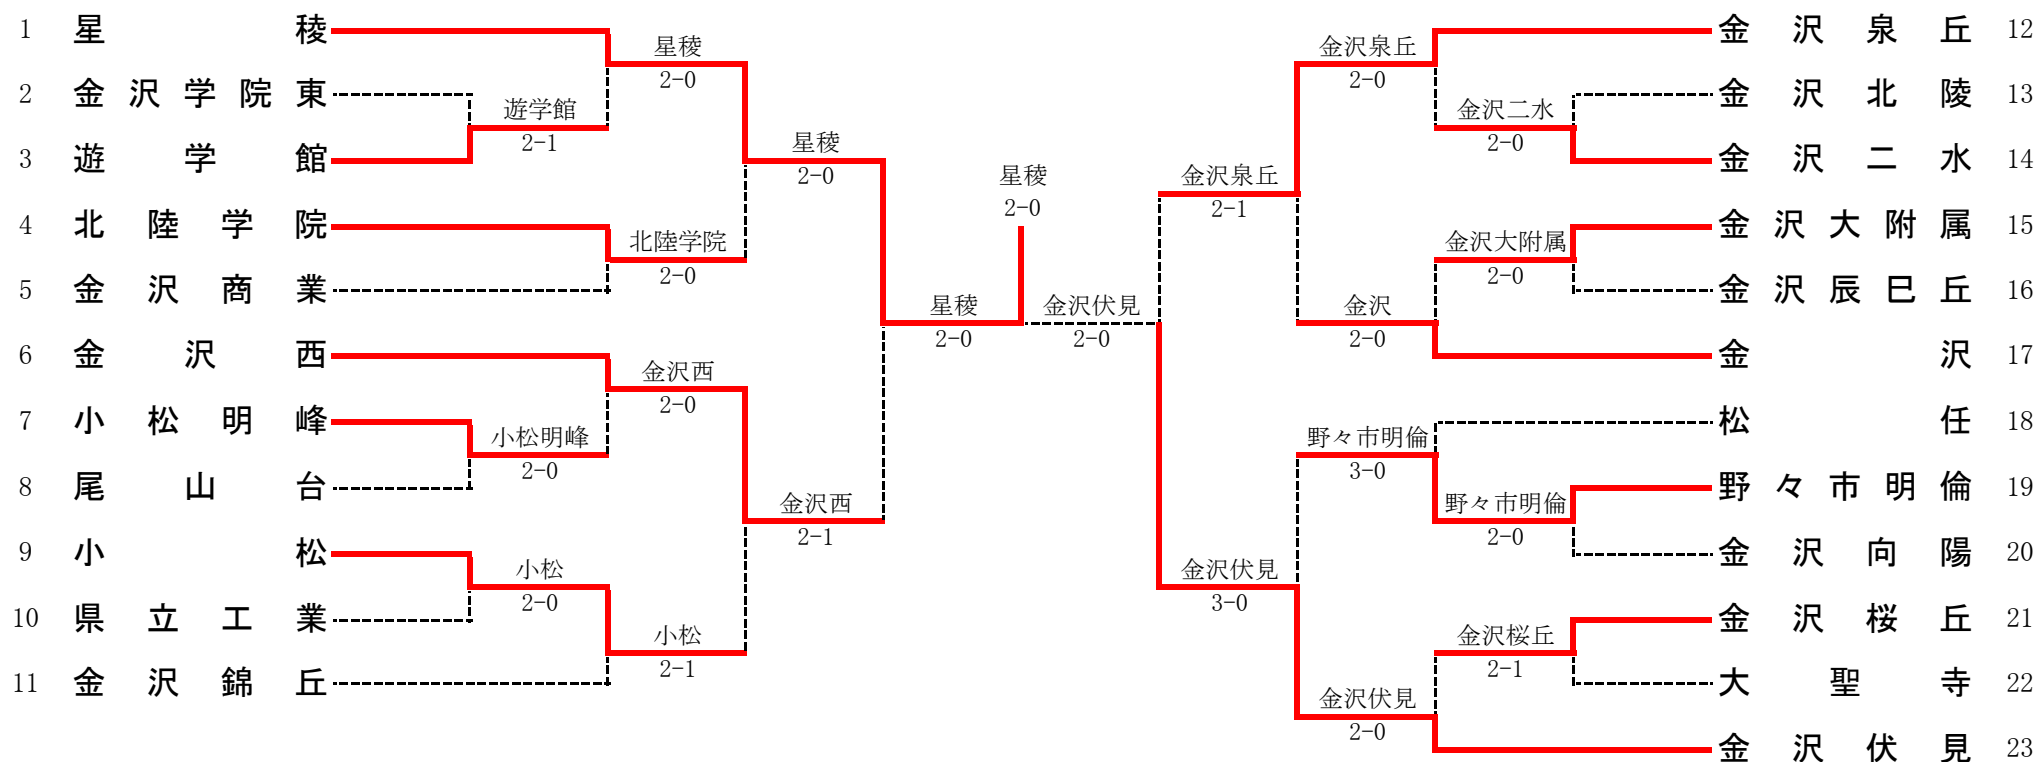 1 星稜
2 金沢学院東
3 遊学館
4 北陸学院
5 金沢商業
6 金沢西
7 小松明峰
8 尾山台
9 小松
10 県立工業
11 金沢錦丘
遊学館
2-1
小松明峰
2-0
小松
2-0
星稜
2-0
北陸学院
2-0
金沢西
2-0
小松
2-1
星稜
2-0
金沢西
2-1
星稜
2-0
星稜
2-0
金沢伏見
2-0
金沢泉丘
2-1
金沢伏見
3-0
金沢泉丘
2-0
金沢
2-0
野々市明倫
3-0
金沢伏見
2-0
金沢二水
2-0
金沢大附属
2-0
野々市明倫
2-0
金沢桜丘
2-1
金沢泉丘 12
金沢北陵 13
金沢二水 14
金沢大附属 15
金沢辰巳丘 16
金沢 17
松任 18
野々市明倫 19
金沢向陽 20
金沢桜丘 21
大聖寺 22
金沢伏見 23